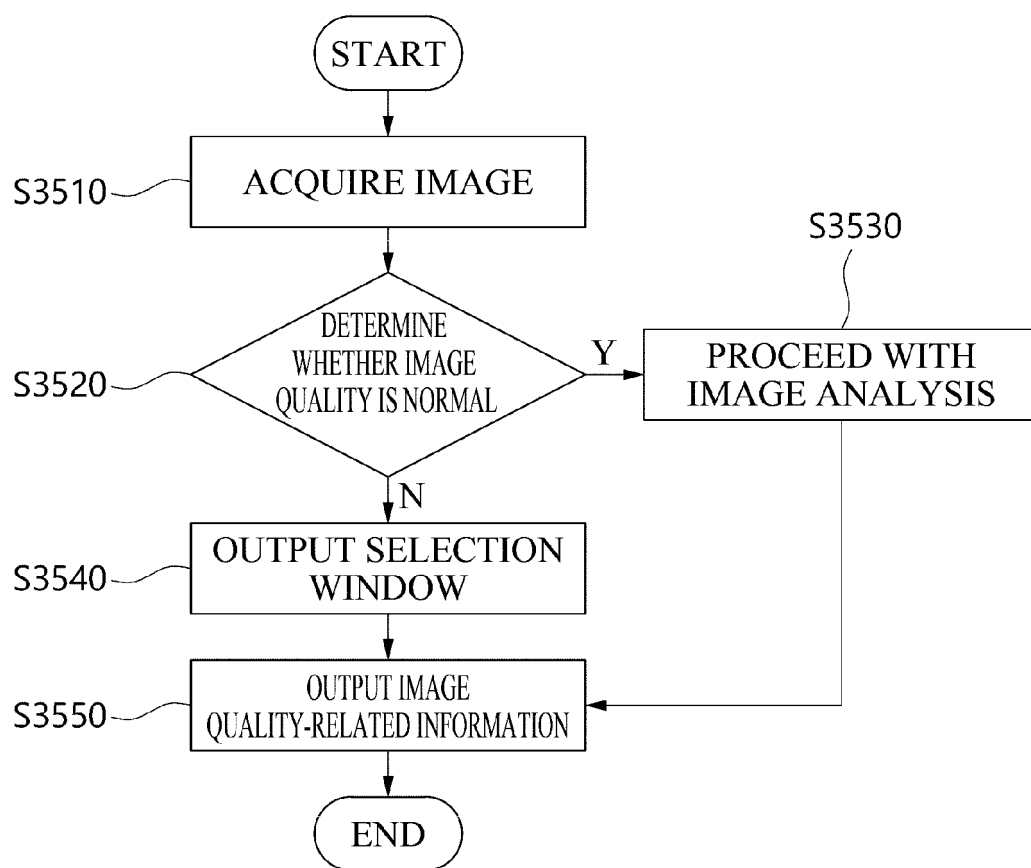 START
S3510
ACQUIRE IMAGE
S3530
S3520
DETERMINE
WHETHER IMAGE
QUALITY IS NORMAL
Y
PROCEED WITH
IMAGE ANALYSIS
N
S3540
OUTPUT SELECTION
WINDOW
S3550
OUTPUT IMAGE
QUALITY-RELATED INFORMATION
END